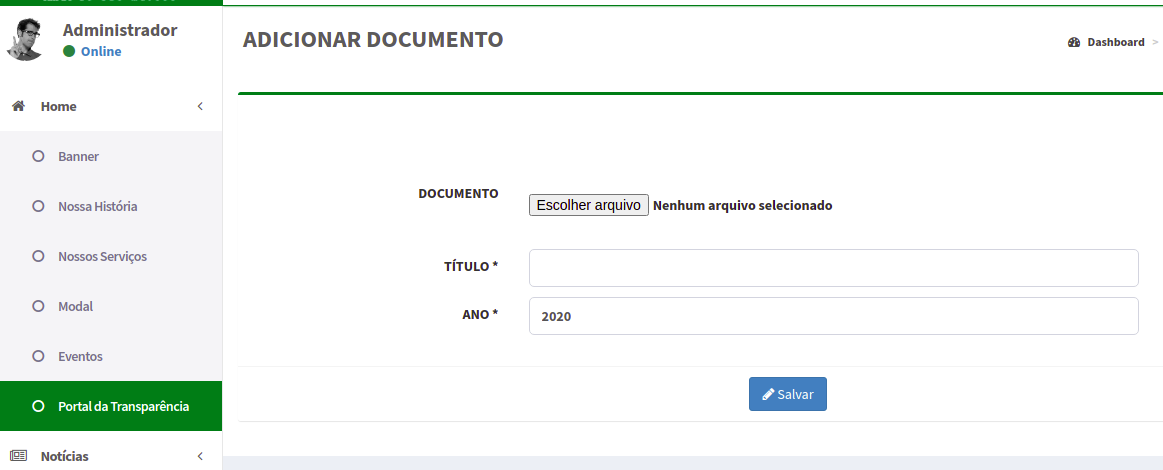 Administrador
Online
ADICIONAR DOCUMENTO
Dashboard >
Home
Banner
Nossa História
Nossos Serviços
Modal
Eventos
Portal da Transparência
Notícias
DOCUMENTO
Escolher arquivo Nenhum arquivo selecionado
TÍTULO *
ANO *
2020
Salvar